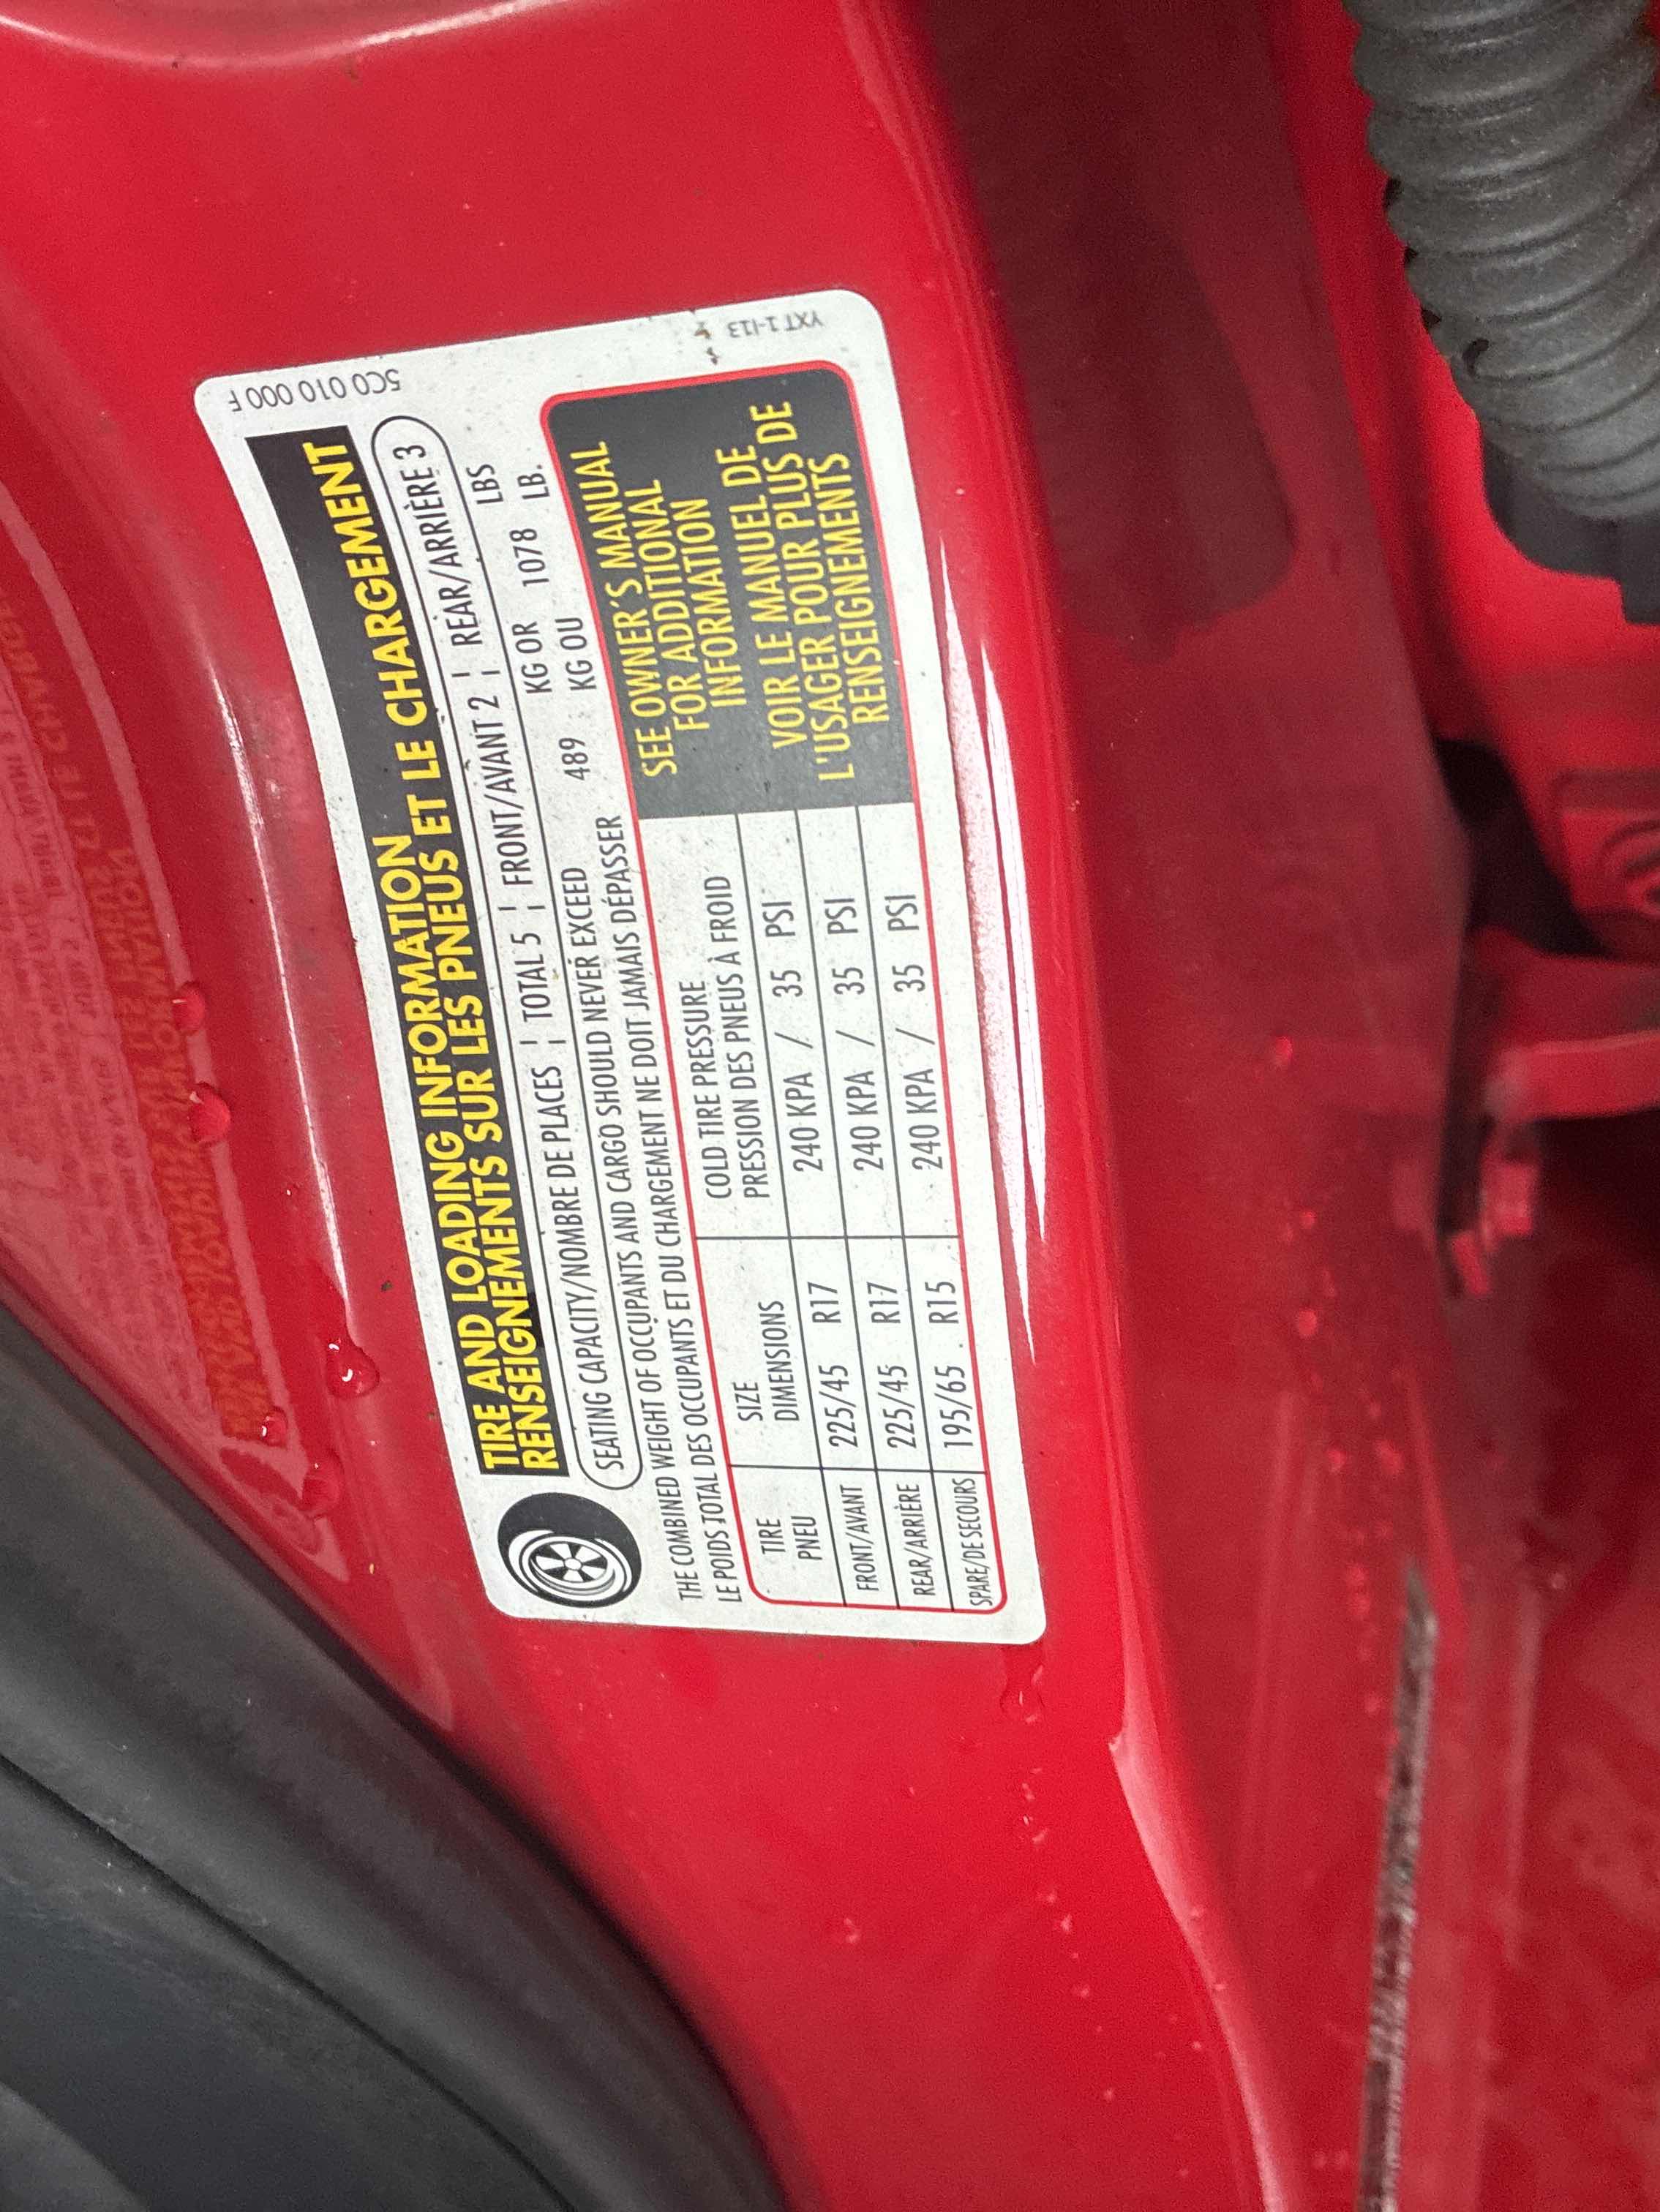 5C0 010 000 F
TIRE AND LOADING INFORMATION
RENSEIGNEMENTS SUR LES PNEUS ET LE CHARGEMENT
SEATING CAPACITY/NOMBRE DE PLACES ¦ TOTAL 5 ¦ FRONT/AVANT 2 ¦ REAR/ARRIÈRE 3
LBS
THE COMBINED WEIGHT OF OCCUPANTS AND CARGO SHOULD NEVER EXCEED KG OR 1078 LB.
LE POIDS TOTAL DES OCCUPANTS ET DU CHARGEMENT NE DOIT JAMAIS DÉPASSER 489 KG OU
TIRE SIZE COLD TIRE PRESSURE
PNEU DIMENSIONS PRESSION DES PNEUS À FROID
FRONT/AVANT 225/45 R17 240 KPA / 35 PSI
REAR/ARRIÈRE 225/45 R17 240 KPA / 35 PSI
SPARE/DE SECOURS 195/65 R15 240 KPA / 35 PSI
SEE OWNER'S MANUAL
FOR ADDITIONAL
INFORMATION
VOIR LE MANUEL DE
L'USAGER POUR PLUS DE
RENSEIGNEMENTS
YXT 1-I13